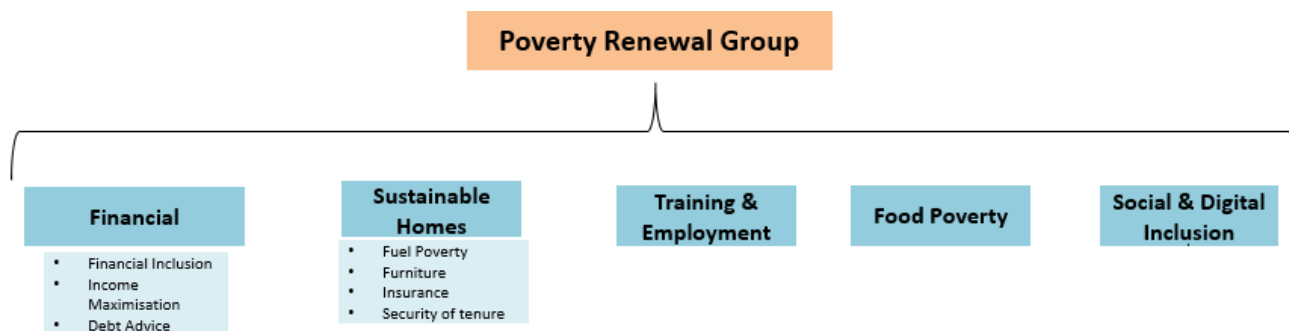 Poverty Renewal Group
Financial
• Financial Inclusion
• Income
Maximisation
• Debt Advice
Sustainable
Homes
• Fuel Poverty
• Furniture
• Insurance
• Security of tenure
Training &
Employment
Food Poverty
Social & Digital
Inclusion